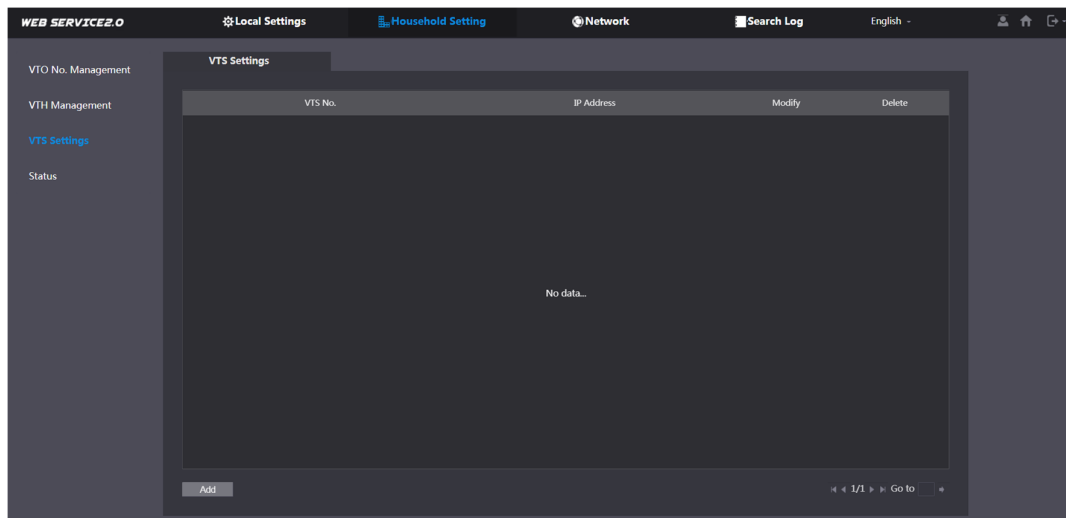 WEB SERVICE2.0 Local Settings Household Setting Network Search Log English
VTO No. Management
VTH Management
VTS Settings
Status
VTS Settings
VTS No. IP Address Modify Delete
No data...
Add 1/1 Go to